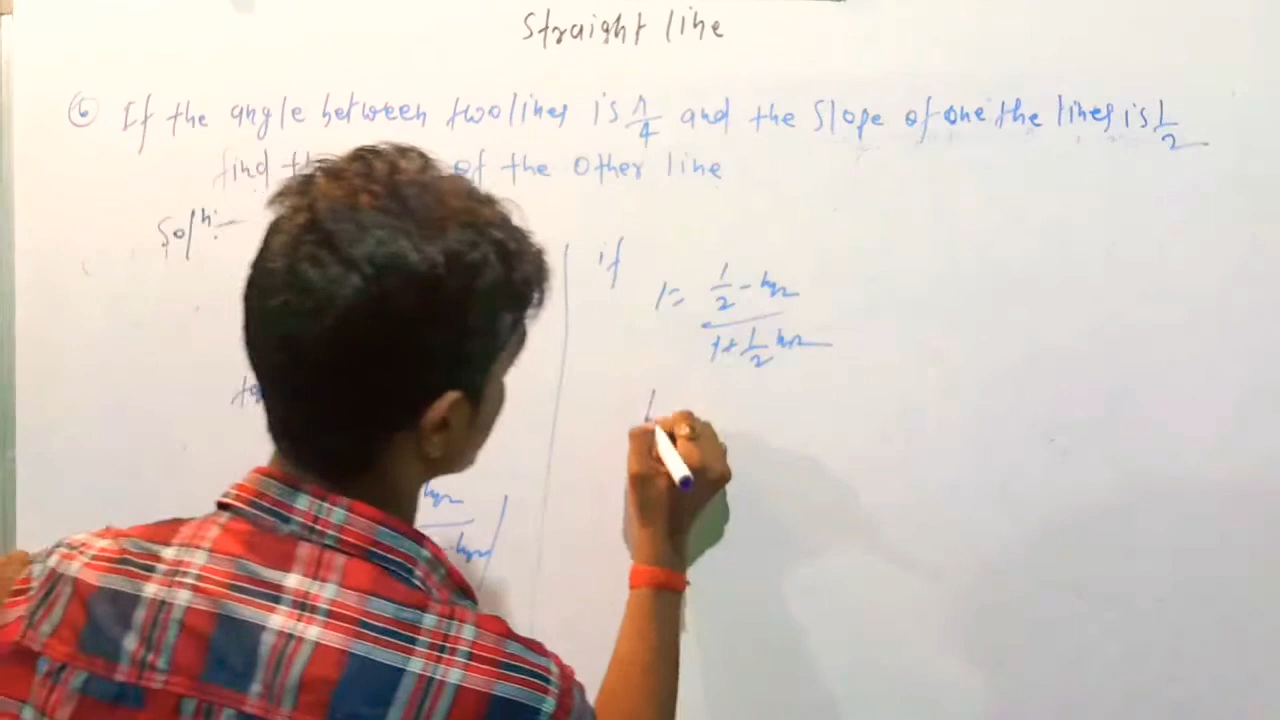 Straight line
⑥ If the angle between two lines is π/4 and the Slope of one the lines is 1/2
find of the other line
Solⁿ:-
if
1 = (1/2 - m₂)/(1 + 1/2 m₂)